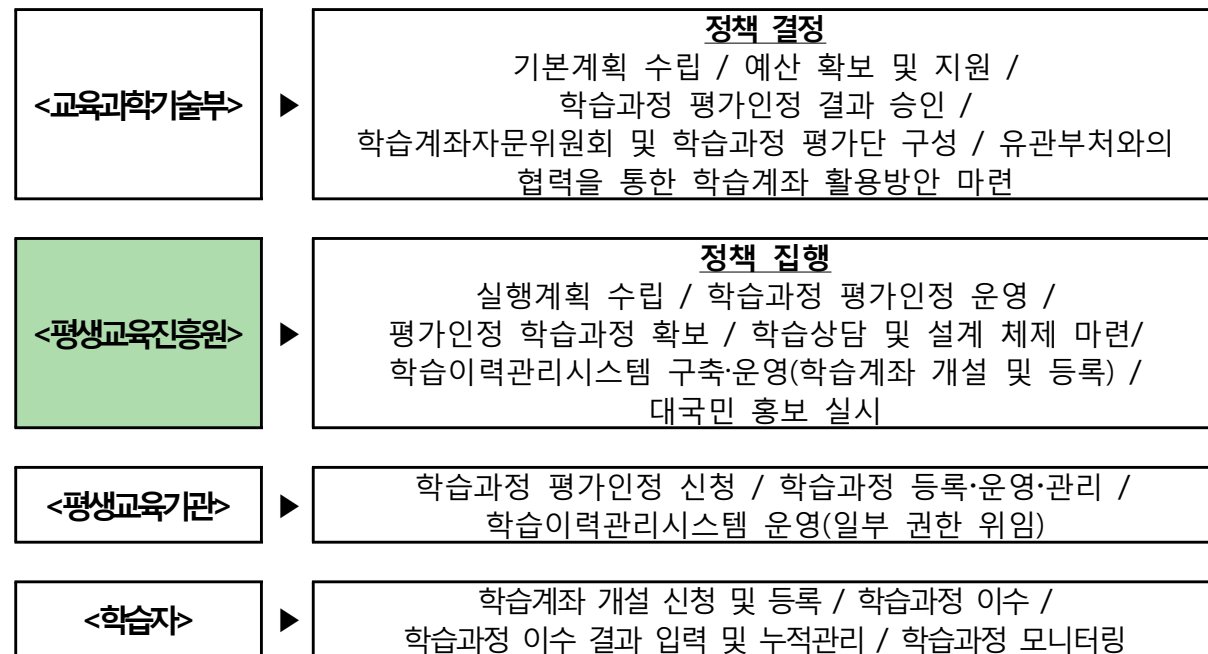 정책 결정
기본계획 수립 / 예산 확보 및 지원 /
<교육과학기술부> ▶ 학습과정 평가인정 결과 승인 /
학습계좌자문위원회 및 학습과정 평가단 구성 / 유관부처와의
협력을 통한 학습계좌 활용방안 마련
정책 집행
실행계획 수립 / 학습과정 평가인정 운영 /
<평생교육진흥원> ▶ 평가인정 학습과정 확보 / 학습상담 및 설계 체제 마련/
학습이력관리시스템 구축·운영(학습계좌 개설 및 등록) /
대국민 홍보 실시
<평생교육기관> ▶ 학습과정 평가인정 신청 / 학습과정 등록·운영·관리 /
학습이력관리시스템 운영(일부 권한 위임)
<학습자> ▶ 학습계좌 개설 신청 및 등록 / 학습과정 이수 /
학습과정 이수 결과 입력 및 누적관리 / 학습과정 모니터링